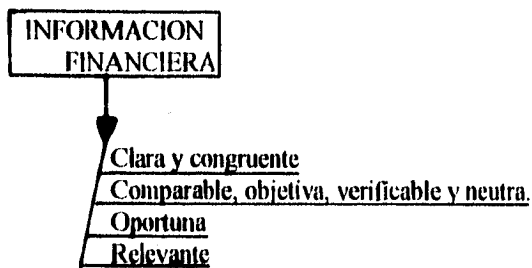 INFORMACION
FINANCIERA
Clara y congruente
Comparable, objetiva, verificable y neutra.
Oportuna
Relevante